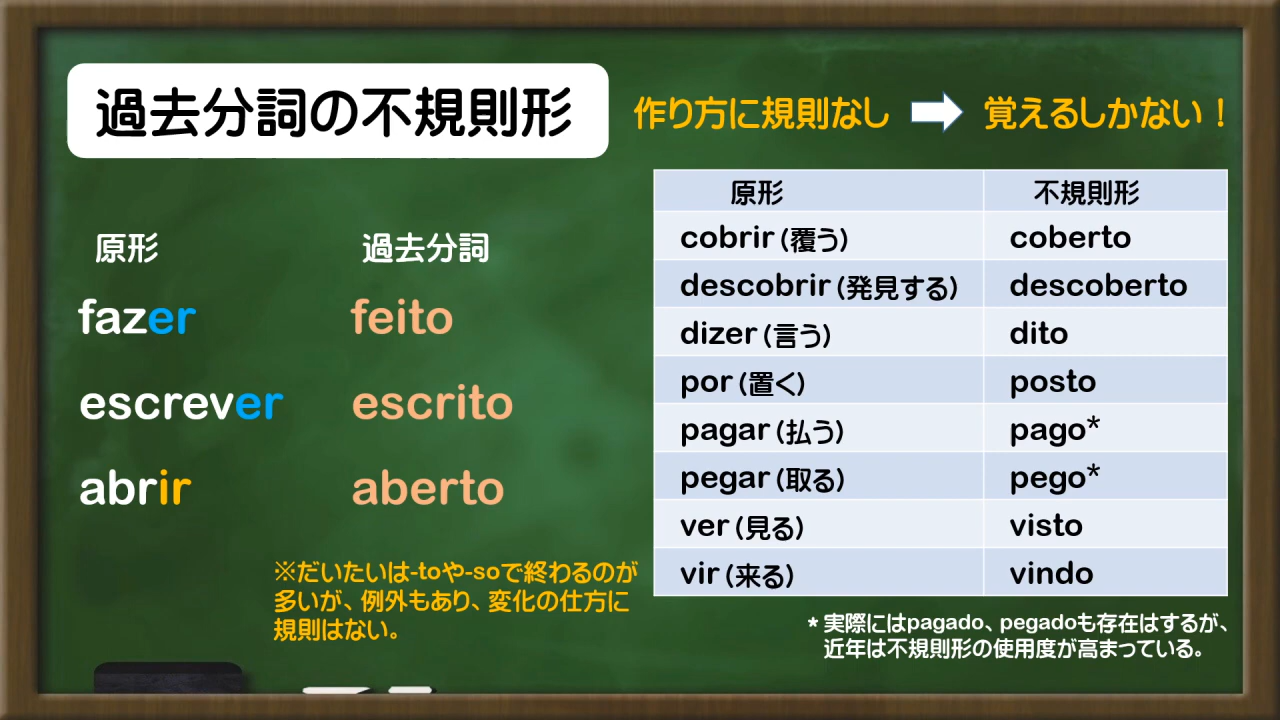 過去分詞の不規則形
作り方に規則なし
覚えるしかない！
原形 過去分詞
fazer feito
escrever escrito
abrir aberto
※だいたいは-toや-soで終わるのが
多いが、例外もあり、変化の仕方に
規則はない。
原形 不規則形
cobrir (覆う) coberto
descobrir (発見する) descoberto
dizer (言う) dito
por (置く) posto
pagar (払う) pago*
pegar (取る) pego*
ver (見る) visto
vir (来る) vindo
* 実際にはpagado、pegadoも存在はするが、
近年は不規則形の使用度が高まっている。